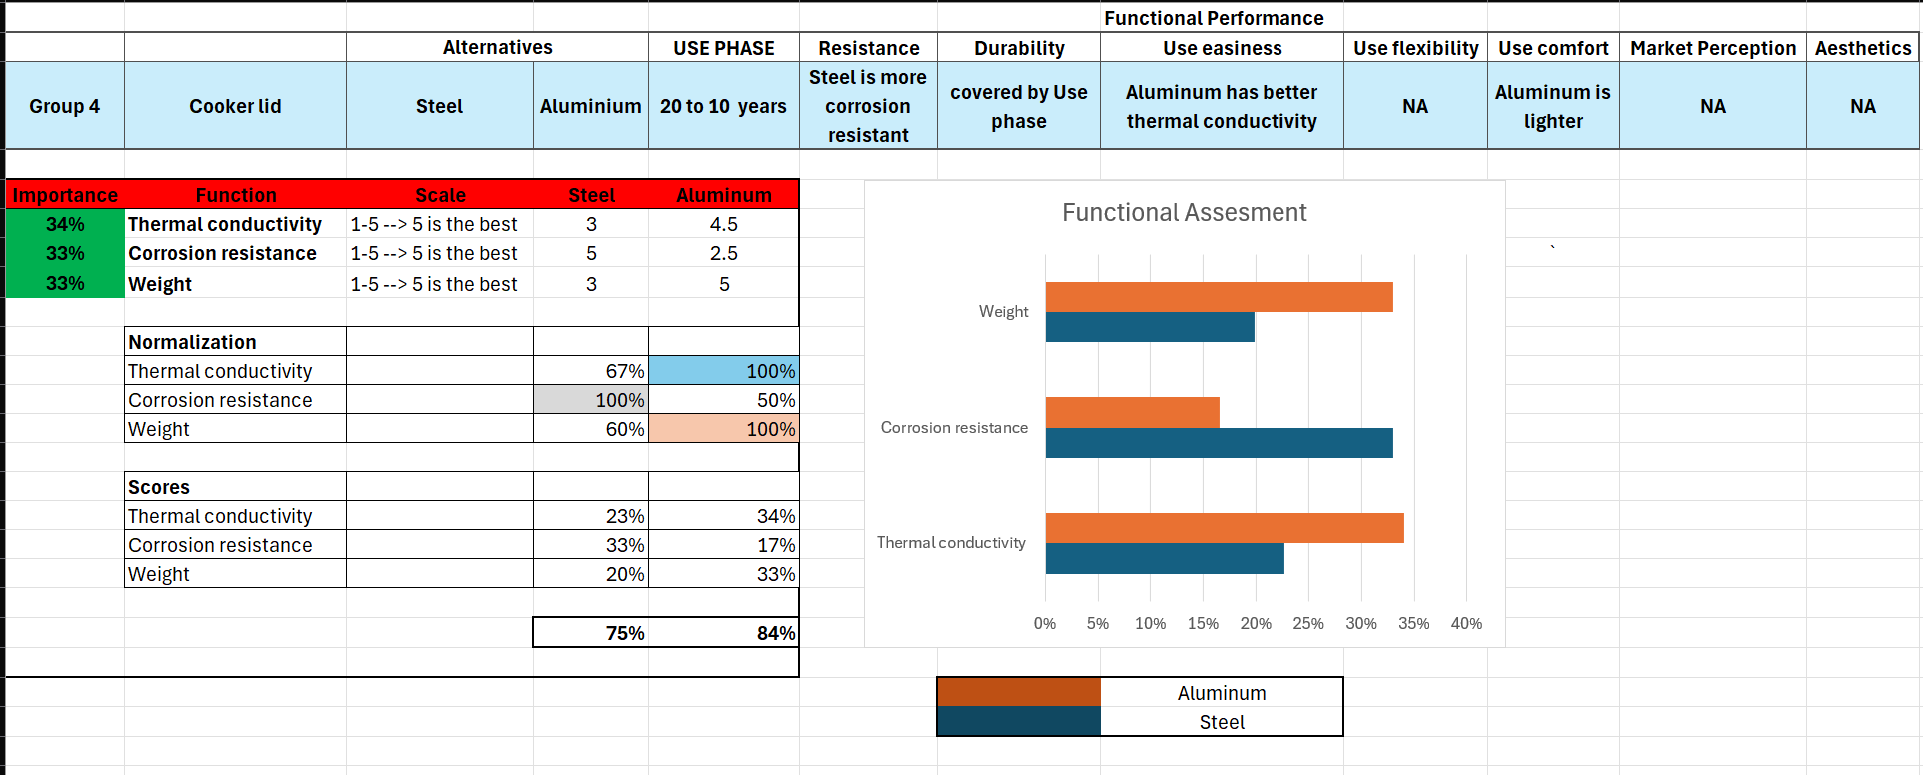 Functional Performance
Alternatives USE PHASE Resistance Durability Use easiness Use flexibility Use comfort Market Perception Aesthetics
Group 4 Cooker lid Steel Aluminium 20 to 10 years Steel is more corrosion resistant covered by Use phase Aluminum has better thermal conductivity NA Aluminum is lighter NA NA
Importance Function Scale Steel Aluminum
34% Thermal conductivity 1-5 --> 5 is the best 3 4.5
33% Corrosion resistance 1-5 --> 5 is the best 5 2.5
33% Weight 1-5 --> 5 is the best 3 5
Normalization
Thermal conductivity 67% 100%
Corrosion resistance 100% 50%
Weight 60% 100%
Scores
Thermal conductivity 23% 34%
Corrosion resistance 33% 17%
Weight 20% 33%
75% 84%
Functional Assesment
Weight
Corrosion resistance
Thermal conductivity
0% 5% 10% 15% 20% 25% 30% 35% 40%
`
Aluminum
Steel